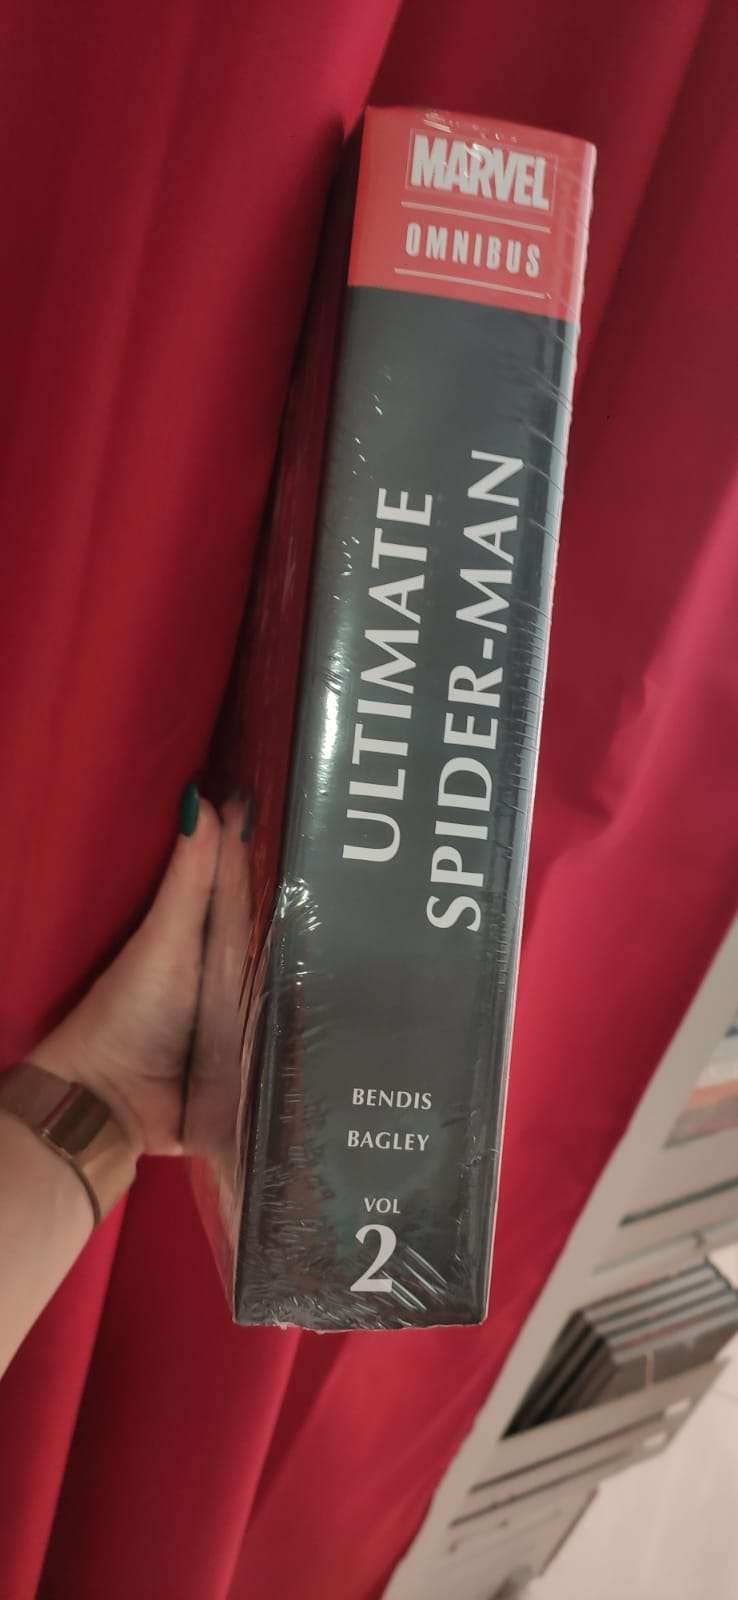 MARVEL
OMNIBUS
ULTIMATE
SPIDER-MAN
BENDIS
BAGLEY
VOL
2